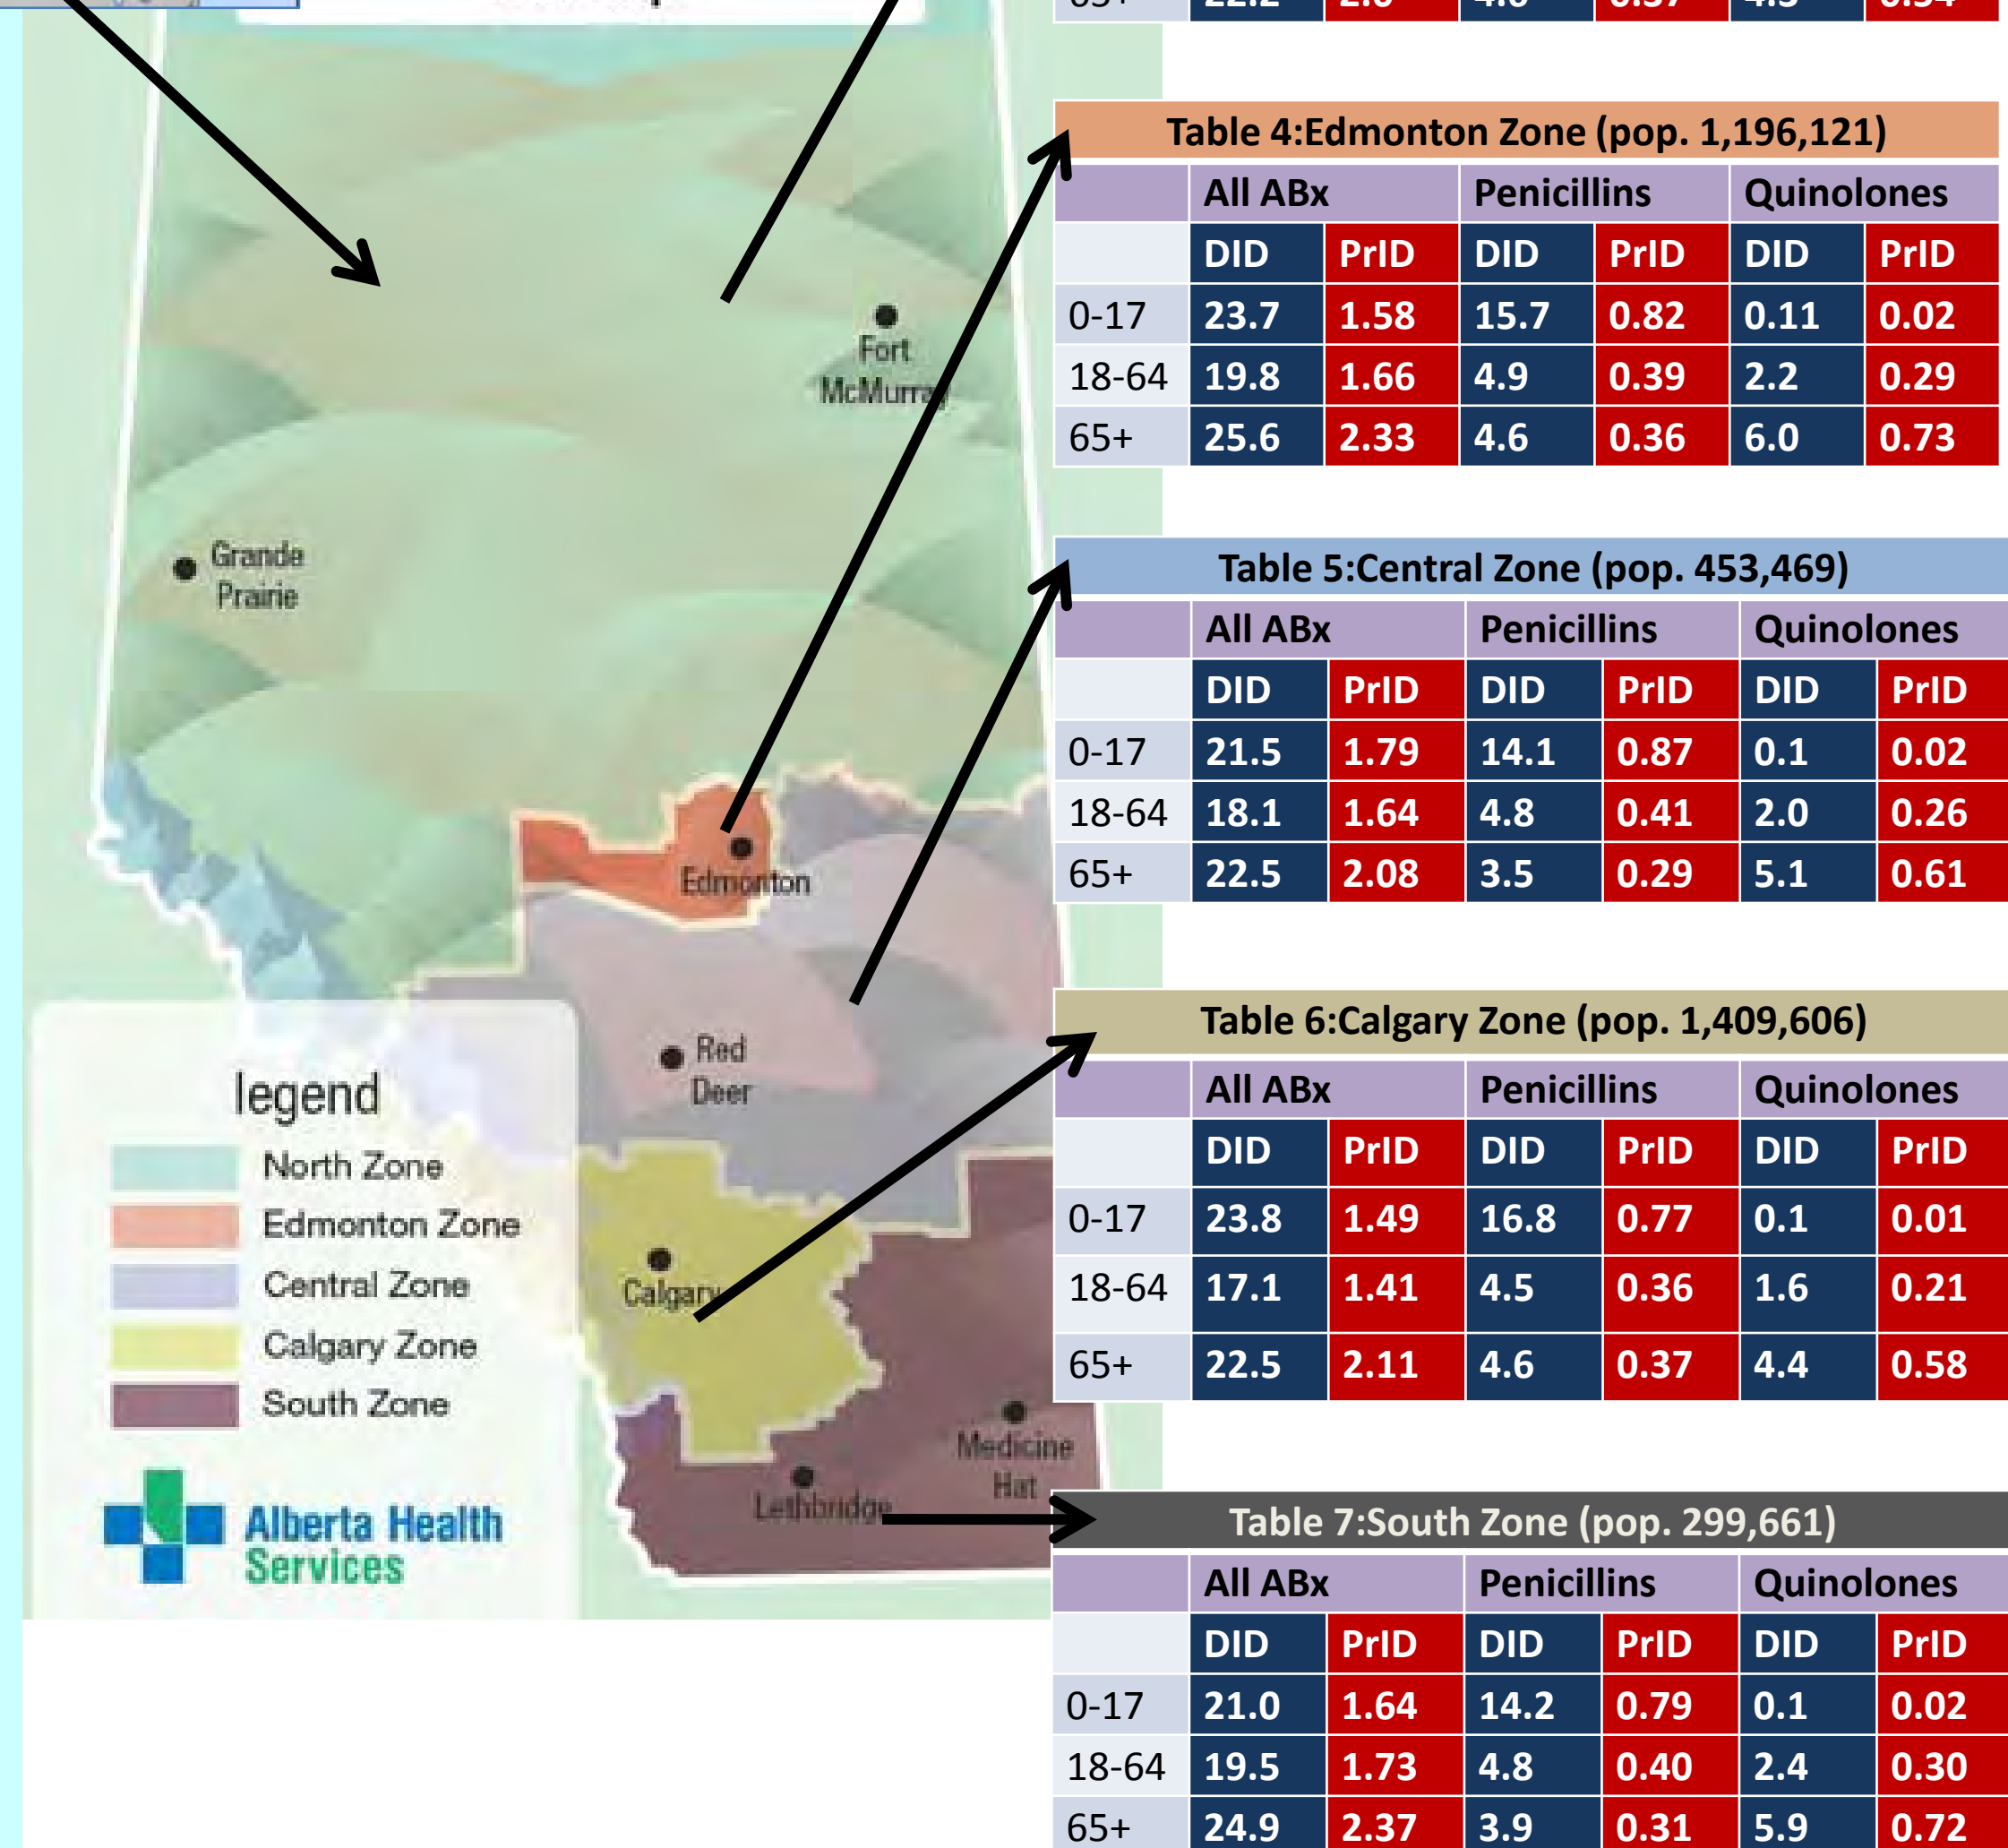 Fort
McMurray
Grande
Prairie
Edmonton
Red
Deer
Calgary
Medicine
Hat
Lethbridge
legend
North Zone
Edmonton Zone
Central Zone
Calgary Zone
South Zone
Alberta Health
Services
Table 4:Edmonton Zone (pop. 1,196,121)
All ABx Penicillins Quinolones
DID PrID DID PrID DID PrID
0-17 23.7 1.58 15.7 0.82 0.11 0.02
18-64 19.8 1.66 4.9 0.39 2.2 0.29
65+ 25.6 2.33 4.6 0.36 6.0 0.73
Table 5:Central Zone (pop. 453,469)
All ABx Penicillins Quinolones
DID PrID DID PrID DID PrID
0-17 21.5 1.79 14.1 0.87 0.1 0.02
18-64 18.1 1.64 4.8 0.41 2.0 0.26
65+ 22.5 2.08 3.5 0.29 5.1 0.61
Table 6:Calgary Zone (pop. 1,409,606)
All ABx Penicillins Quinolones
DID PrID DID PrID DID PrID
0-17 23.8 1.49 16.8 0.77 0.1 0.01
18-64 17.1 1.41 4.5 0.36 1.6 0.21
65+ 22.5 2.11 4.6 0.37 4.4 0.58
Table 7:South Zone (pop. 299,661)
All ABx Penicillins Quinolones
DID PrID DID PrID DID PrID
0-17 21.0 1.64 14.2 0.79 0.1 0.02
18-64 19.5 1.73 4.8 0.40 2.4 0.30
65+ 24.9 2.37 3.9 0.31 5.9 0.72